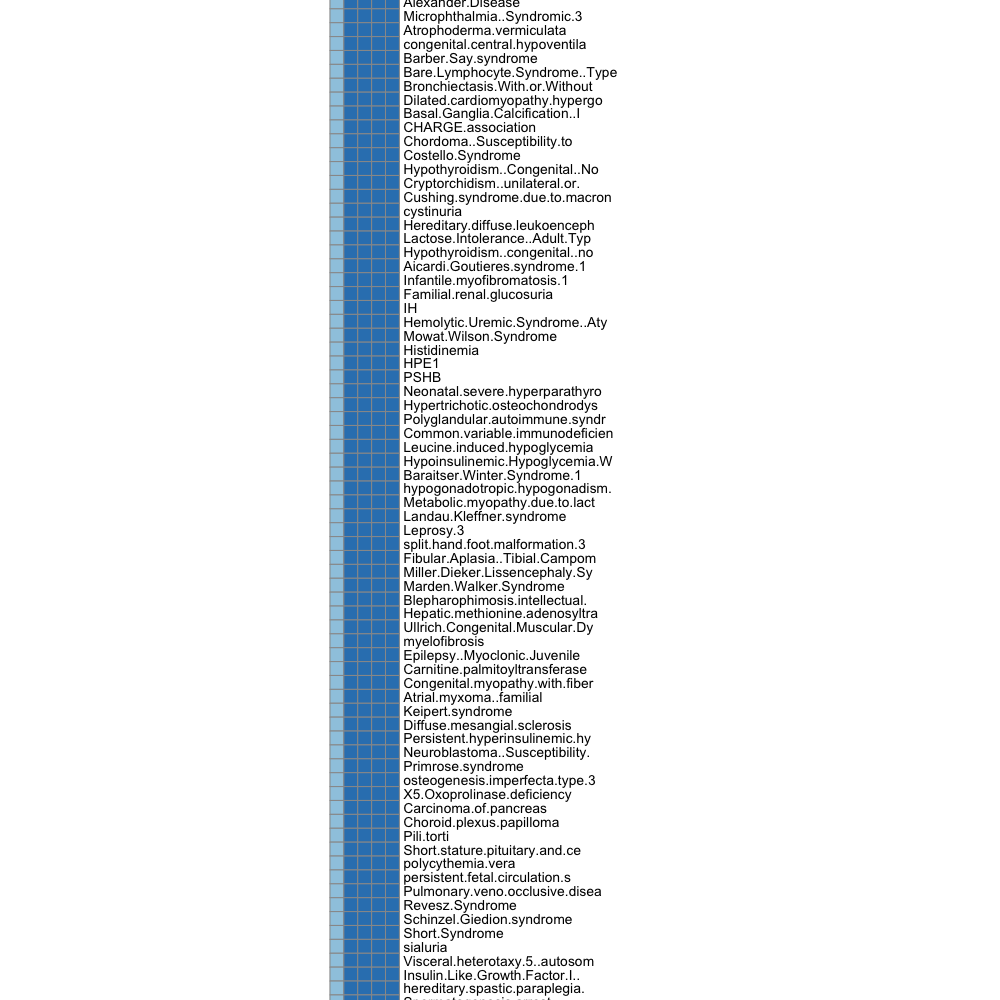 Alexander.Disease
Microphthalmia..Syndromic.3
Atrophoderma.vermiculata
congenital.central.hypoventila
Barber.Say.syndrome
Bare.Lymphocyte.Syndrome..Type
Bronchiectasis.With.or.Without
Dilated.cardiomyopathy.hypergo
Basal.Ganglia.Calcification..I
CHARGE.association
Chordoma..Susceptibility.to
Costello.Syndrome
Hypothyroidism..Congenital..No
Cryptorchidism..unilateral.or.
Cushing.syndrome.due.to.macron
cystinuria
Hereditary.diffuse.leukoenceph
Lactose.Intolerance..Adult.Typ
Hypothyroidism..congenital..no
Aicardi.Goutieres.syndrome.1
Infantile.myofibromatosis.1
Familial.renal.glucosuria
IH
Hemolytic.Uremic.Syndrome..Aty
Mowat.Wilson.Syndrome
Histidinemia
HPE1
PSHB
Neonatal.severe.hyperparathyro
Hypertrichotic.osteochondrodys
Polyglandular.autoimmune.syndr
Common.variable.immunodeficien
Leucine.induced.hypoglycemia
Hypoinsulinemic.Hypoglycemia.W
Baraitser.Winter.Syndrome.1
hypogonadotropic.hypogonadism.
Metabolic.myopathy.due.to.lact
Landau.Kleffner.syndrome
Leprosy.3
split.hand.foot.malformation.3
Fibular.Aplasia..Tibial.Campom
Miller.Dieker.Lissencephaly.Sy
Marden.Walker.Syndrome
Blepharophimosis.intellectual.
Hepatic.methionine.adenosyltra
Ullrich.Congenital.Muscular.Dy
myelofibrosis
Epilepsy..Myoclonic.Juvenile
Carnitine.palmitoyltransferase
Congenital.myopathy.with.fiber
Atrial.myxoma..familial
Keipert.syndrome
Diffuse.mesangial.sclerosis
Persistent.hyperinsulinemic.hy
Neuroblastoma..Susceptibility.
Primrose.syndrome
osteogenesis.imperfecta.type.3
X5.Oxoprolinase.deficiency
Carcinoma.of.pancreas
Choroid.plexus.papilloma
Pili.torti
Short.stature.pituitary.and.ce
polycythemia.vera
persistent.fetal.circulation.s
Pulmonary.veno.occlusive.disea
Revesz.Syndrome
Schinzel.Giedion.syndrome
Short.Syndrome
sialuria
Visceral.heterotaxy.5..autosom
Insulin.Like.Growth.Factor.I..
hereditary.spastic.paraplegia.